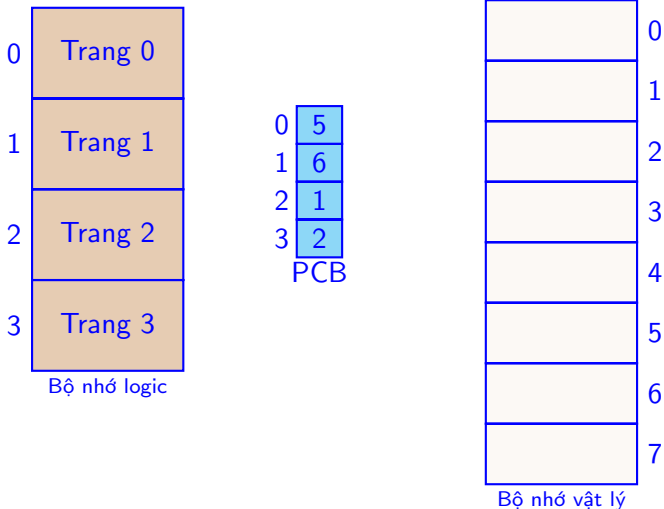 0 Trang 0
1 Trang 1
2 Trang 2
3 Trang 3
Bộ nhớ logic
0 5
1 6
2 1
3 2
PCB
0
1
2
3
4
5
6
7
Bộ nhớ vật lý